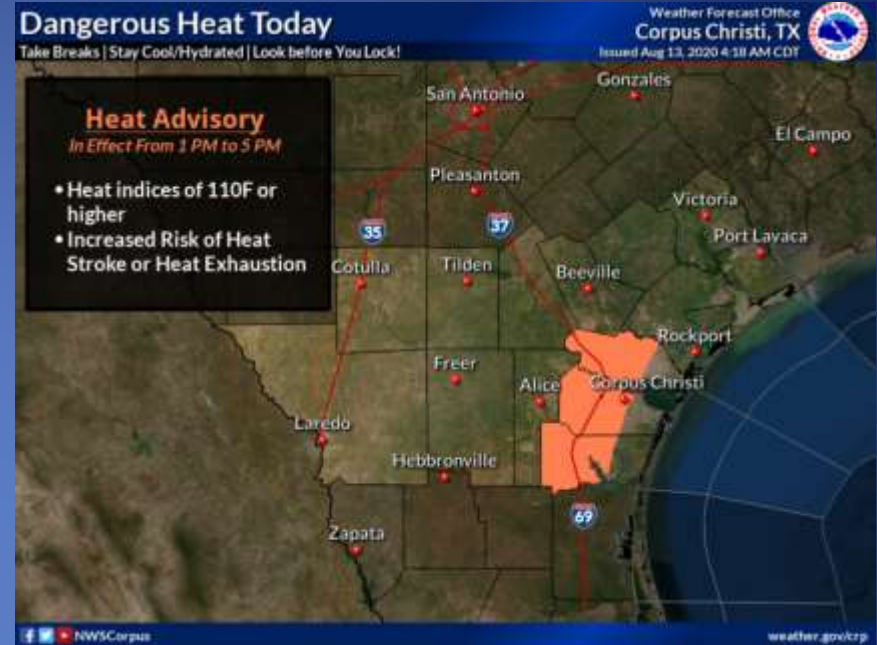 Dangerous Heat Today
Take Breaks | Stay Cool/Hydrated | Look before You Lock!
Weather Forecast Office
Corpus Christi, TX
Issued Aug 13, 2020 4:18 AM CDT
Heat Advisory
In Effect From 1 PM to 5 PM
• Heat indices of 110F or
higher
• Increased Risk of Heat
Stroke or Heat Exhaustion
San Antonio
Gonzales
El Campo
Pleasanton
Victoria
35
37
Port Lavaca
Cotulla
Tilden
Beeville
Rockport
Freer
Alice
Corpus Christi
Laredo
Hebbronville
69
Zapata
NWSCorpus
weather.gov/crp